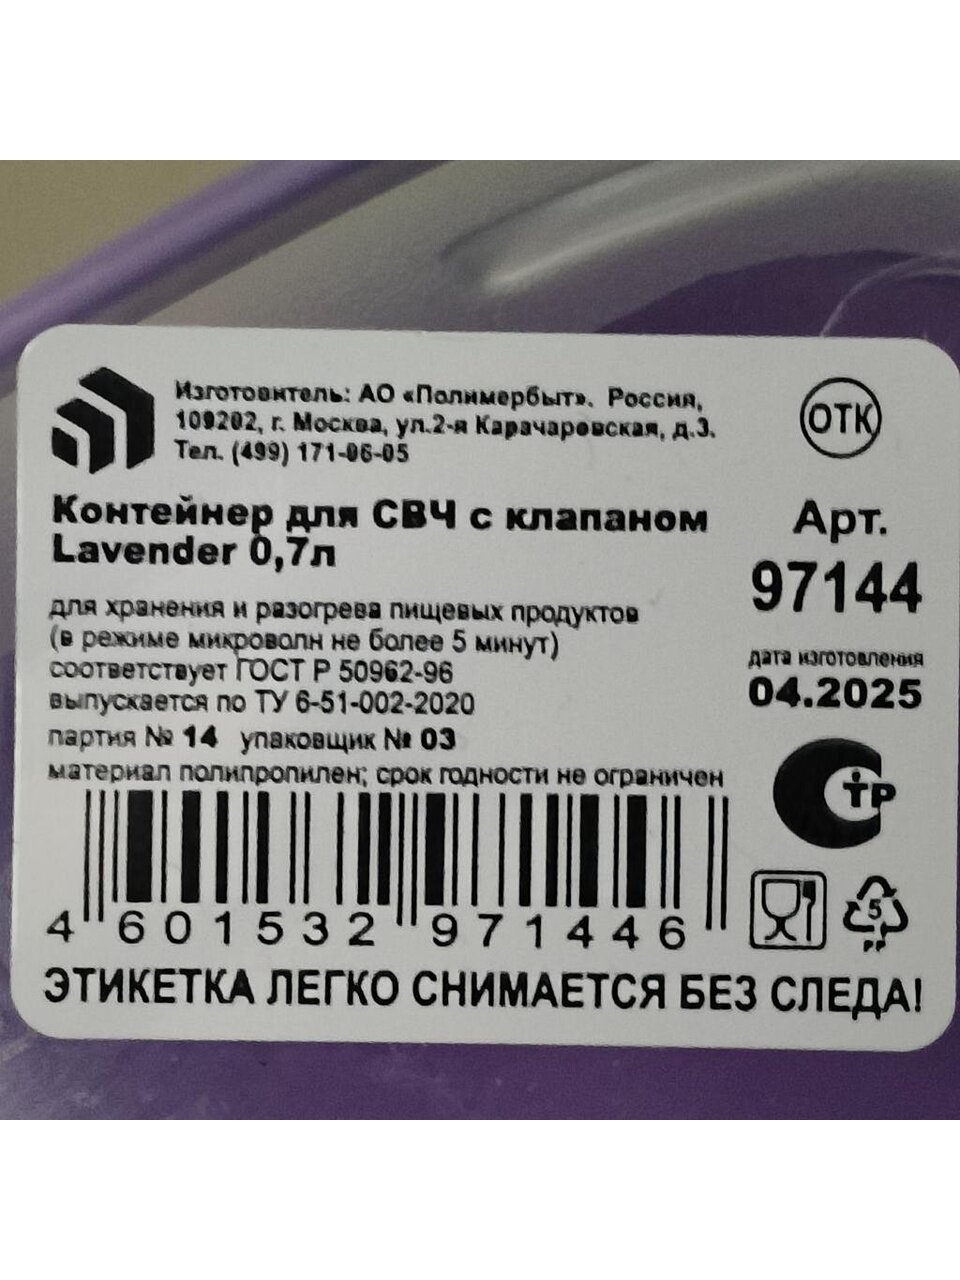 Изготовитель: АО «Полимербыт». Россия,
109202, г. Москва, ул.2-я Карачаровская, д.3.
Тел. (499) 171-06-05
ОТК
Контейнер для СВЧ с клапаном
Lavender 0,7л
Арт.
97144
для хранения и разогрева пищевых продуктов
(в режиме микроволн не более 5 минут)
соответствует ГОСТ Р 50962-96
выпускается по ТУ 6-51-002-2020
партия № 14 упаковщик № 03
материал полипропилен; срок годности не ограничен
дата изготовления
04.2025
тР
5
PP
4 601532 971446
ЭТИКЕТКА ЛЕГКО СНИМАЕТСЯ БЕЗ СЛЕДА!